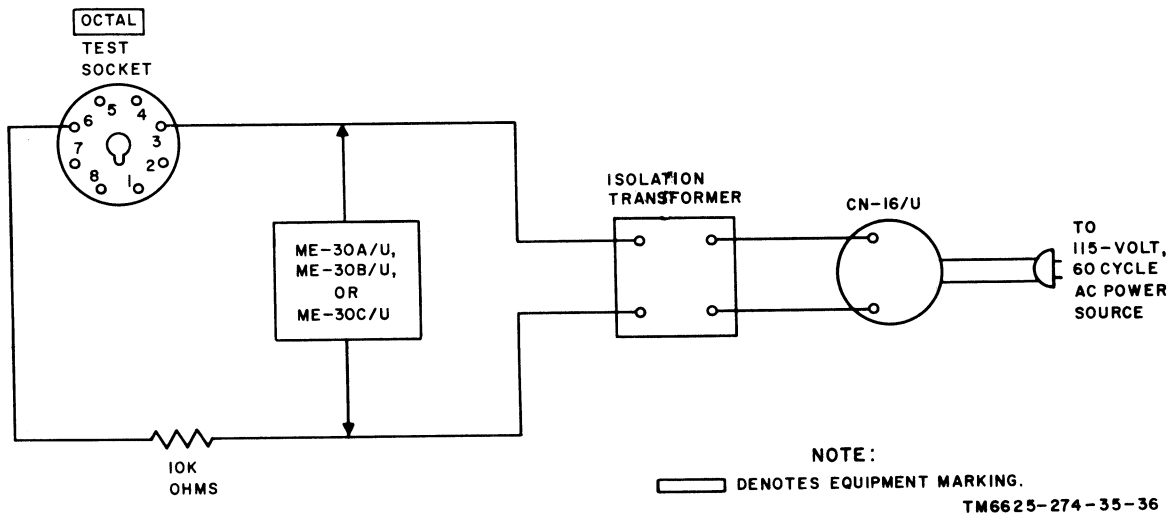 OCTAL
TEST
SOCKET
5
4
6
3
7
2
8
1
ME-30A/U,
ME-30B/U,
OR
ME-30C/U
ISOLATION
TRANSFORMER
CN-16/U
TO
115-VOLT,
60 CYCLE
AC POWER
SOURCE
10K
OHMS
NOTE:
DENOTES EQUIPMENT MARKING.
TM6625-274-35-36